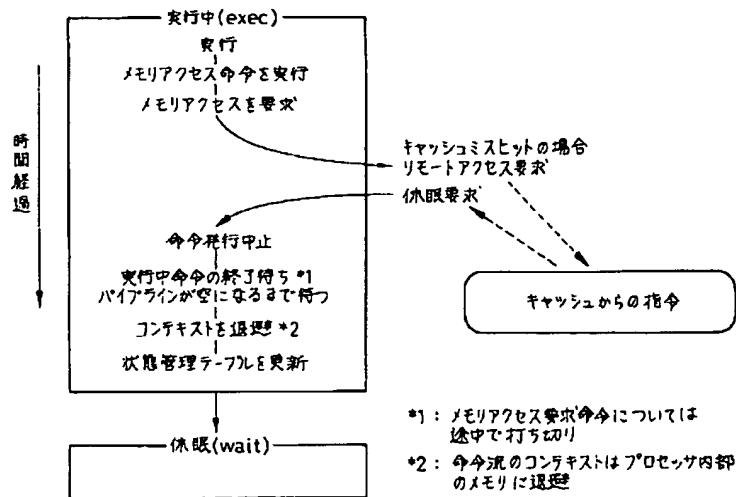 実行中(exec)
実行
メモリアクセス命令を実行
メモリアクセスを要求
時間経過
キャッシュミスヒットの場合
リモートアクセス要求
休眠要求
命令発行中止
実行中命令の終了待ち *1
パイプラインが空になるまで待つ
コンテキストを退避 *2
状態管理テーブルを更新
キャッシュからの指令
休眠(wait)
*1 : メモリアクセス要求命令については
途中で打ち切り
*2 : 命令流のコンテキストはプロセッサ内部
のメモリに退避